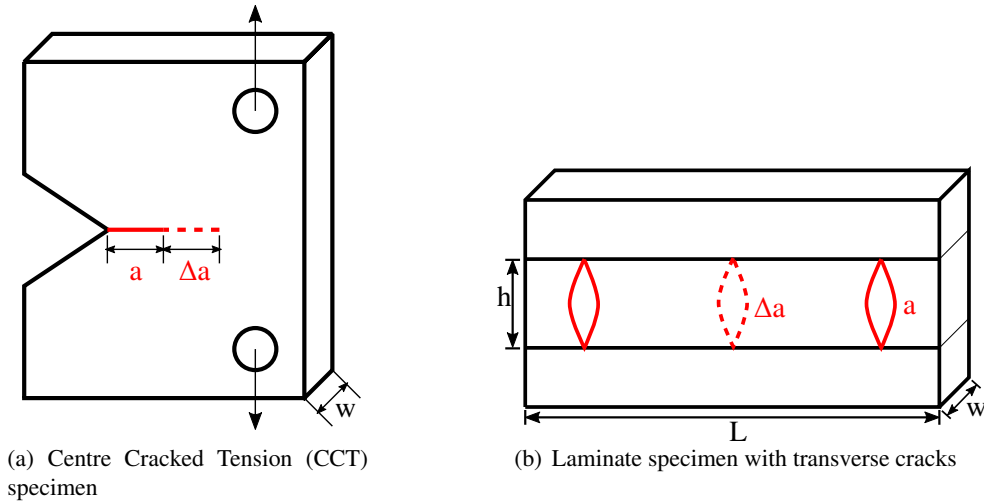 a
Δa
w
(a) Centre Cracked Tension (CCT)
specimen
h
Δa
a
L
w
(b) Laminate specimen with transverse cracks